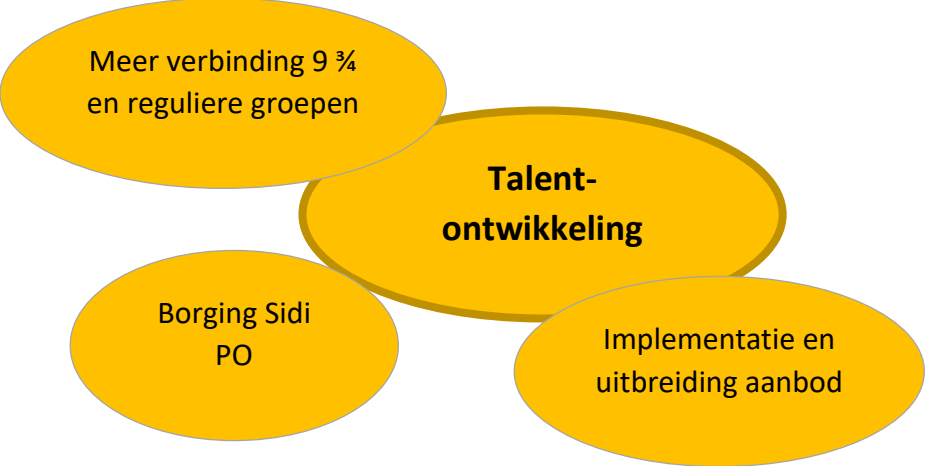 Meer verbinding 9 ¾
en reguliere groepen
Talent-
ontwikkeling
Borging Sidi
PO
Implementatie en
uitbreiding aanbod